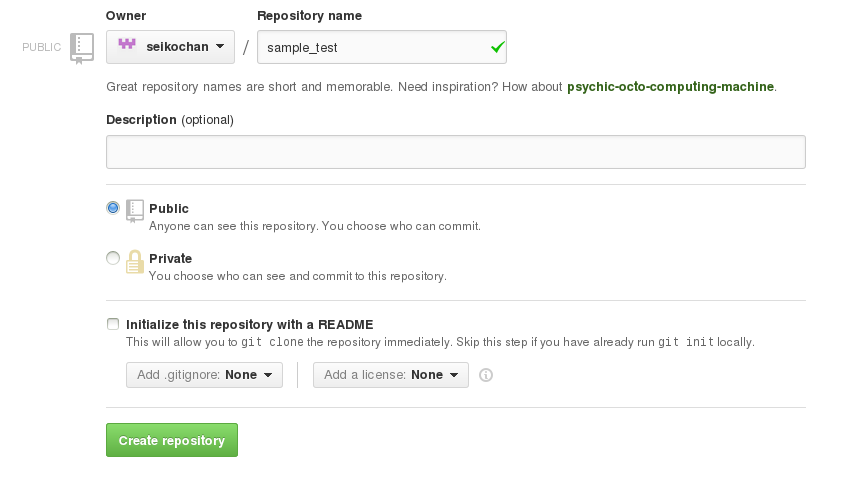 Owner Repository name
PUBLIC seikochan / sample_test
Great repository names are short and memorable. Need inspiration? How about psychic-octo-computing-machine.
Description (optional)
Public
Anyone can see this repository. You choose who can commit.
Private
You choose who can see and commit to this repository.
Initialize this repository with a README
This will allow you to git clone the repository immediately. Skip this step if you have already run git init locally.
Add .gitignore: None Add a license: None
Create repository